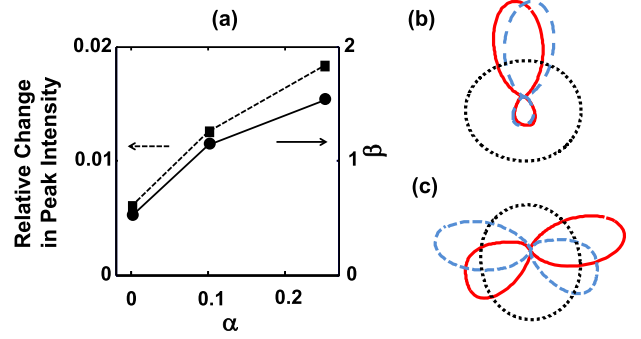 (a)
(b)
0.02
2
Relative Change
in Peak Intensity
0.01
1
β
(c)
0
0
0
0.1
0.2
α